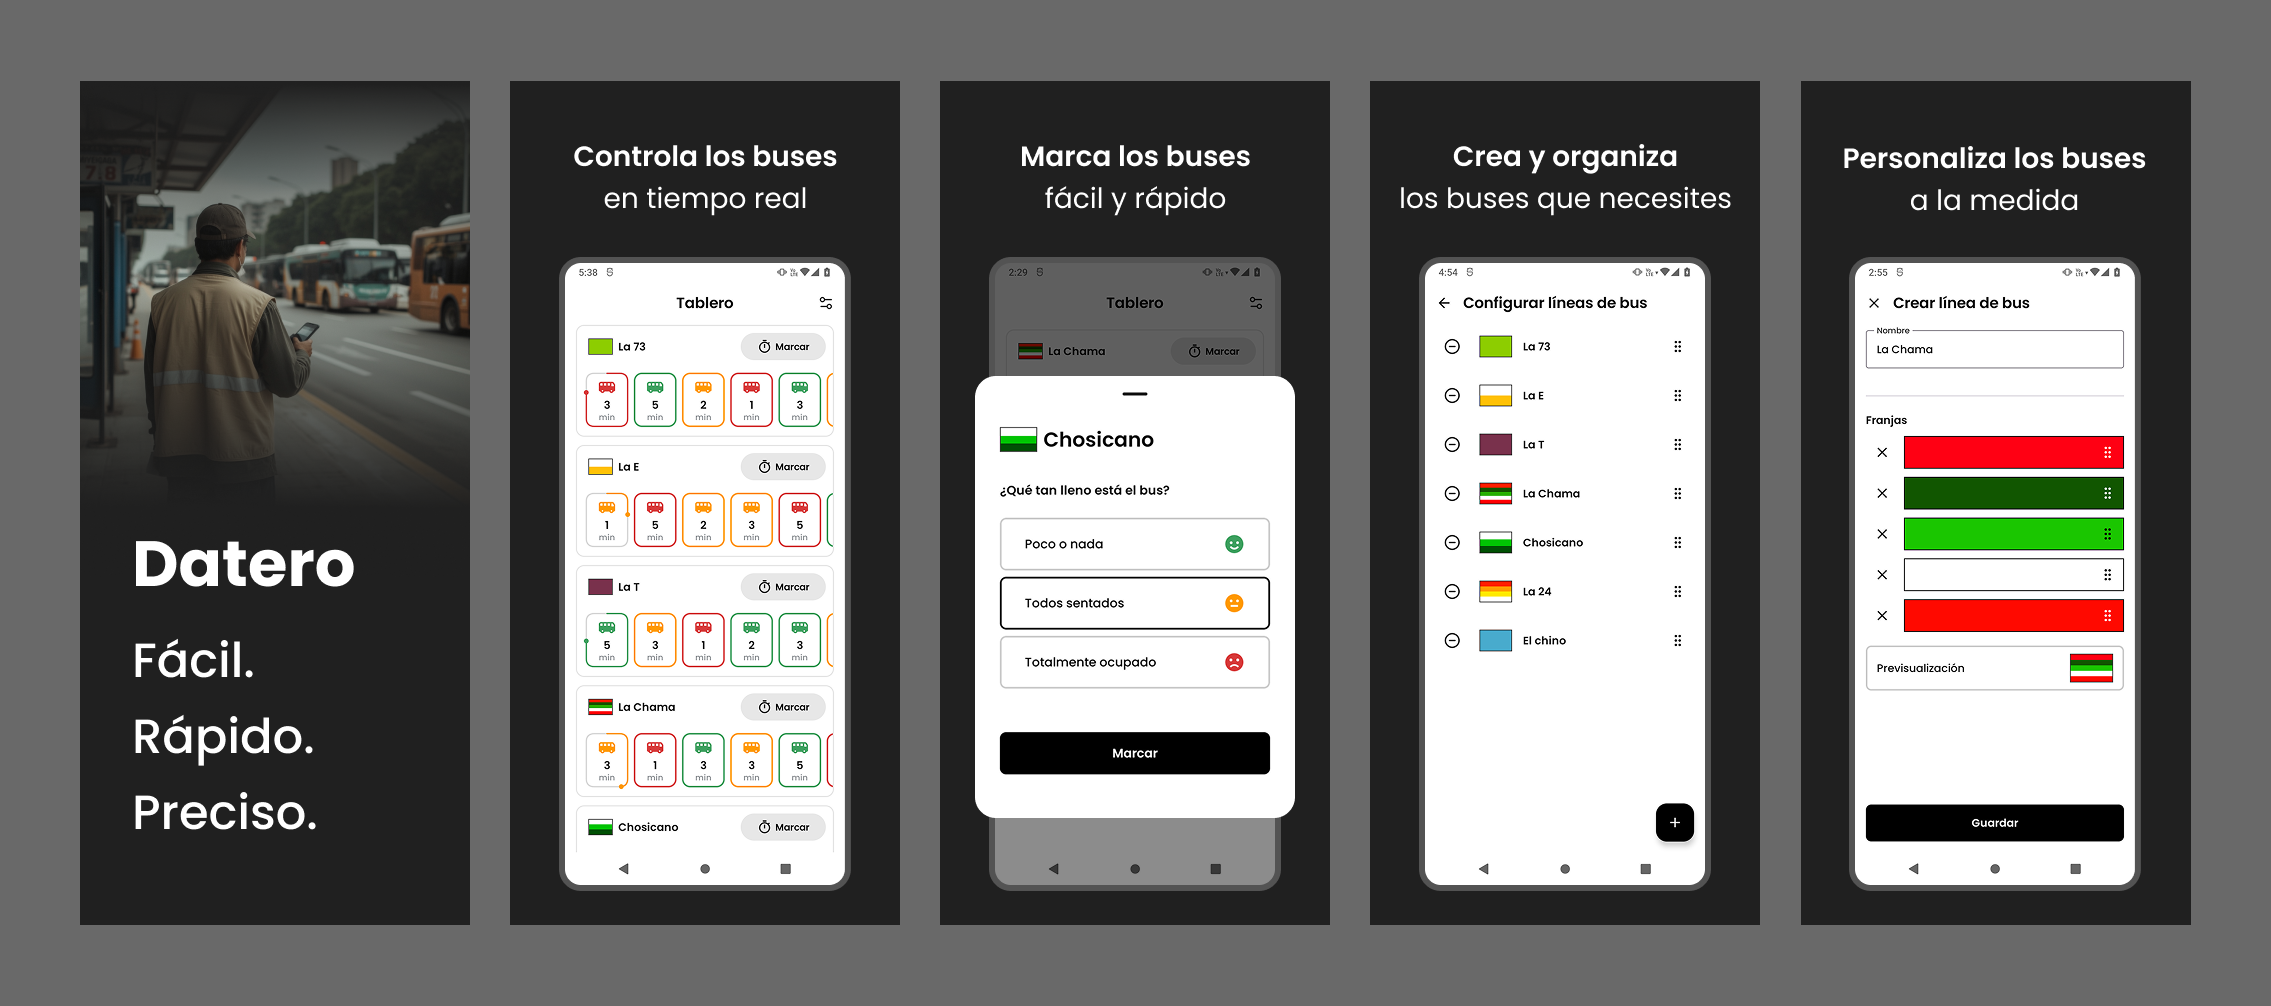 7.8
Datero
Fácil.
Rápido.
Preciso.
Controla los buses
en tiempo real
5:38
Tablero
La 73
Marcar
3 5 2 1 3
min min min min min
La E
Marcar
1 5 2 3 5
min min min min min
La T
Marcar
5 3 1 2 3
min min min min min
La Chama
Marcar
3 1 3 3 5
min min min min min
Chosicano
Marcar
Marca los buses
fácil y rápido
2:29
Tablero
La Chama
Marcar
Chosicano
¿Qué tan lleno está el bus?
Poco o nada
Todos sentados
Totalmente ocupado
Marcar
Crea y organiza
los buses que necesites
4:54
Configurar líneas de bus
La 73
La E
La T
La Chama
Chosicano
La 24
El chino
Personaliza los buses
a la medida
2:55
Crear línea de bus
Nombre
La Chama
Franjas
Previsualización
Guardar